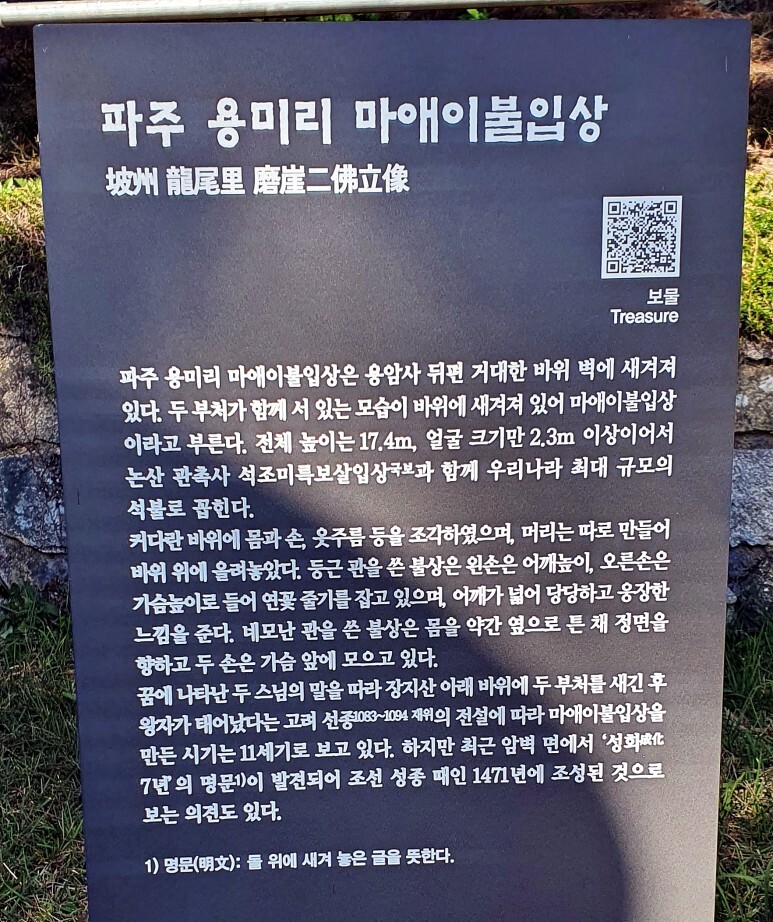 파주 용미리 마애이불입상
坡州 龍尾里 磨崖二佛立像
보물
Treasure
파주 용미리 마애이불입상은 용암사 뒤편 거대한 바위 벽에 새겨져
있다. 두 부처가 함께 서 있는 모습이 바위에 새겨져 있어 마애이불입상
이라고 부른다. 전체 높이는 17.4m, 얼굴 크기만 2.3m 이상이어서
논산 관촉사 석조미륵보살입상국보과 함께 우리나라 최대 규모의
석불로 꼽힌다.
커다란 바위에 몸과 손, 옷주름 등을 조각하였으며, 머리는 따로 만들어
바위 위에 올려놓았다. 둥근 관을 쓴 불상은 왼손은 어깨높이, 오른손은
가슴높이로 들어 연꽃 줄기를 잡고 있으며, 어깨가 넓어 당당하고 웅장한
느낌을 준다. 네모난 관을 쓴 불상은 몸을 약간 옆으로 튼 채 정면을
향하고 두 손은 가슴 앞에 모으고 있다.
꿈에 나타난 두 스님의 말을 따라 장지산 아래 바위에 두 부처를 새긴 후
왕자가 태어났다는 고려 선종1083~1094 재위의 전설에 따라 마애이불입상을
만든 시기는 11세기로 보고 있다. 하지만 최근 암벽 면에서 '성화成化
7년'의 명문1)이 발견되어 조선 성종 때인 1471년에 조성된 것으로
보는 의견도 있다.
1) 명문(明文): 돌 위에 새겨 놓은 글을 뜻한다.